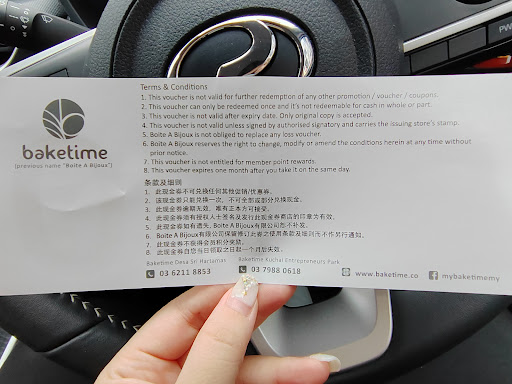 baketime
(previous name "Boite A Bijoux")
Terms & Conditions
1. This voucher is not valid for further redemption of any other promotion / voucher / coupons.
2. This voucher can only be redeemed once and it's not redeemable for cash in whole or part.
3. This voucher is not valid after expiry date. Only original copy is accepted.
4. This voucher is not valid unless signed by authorised signatory and carries the issuing store's stamp.
5. Boite A Bijoux is not obliged to replace any loss voucher.
6. Boite A Bijoux reserves the right to change, modify or amend the conditions herein at any time without
prior notice.
7. This voucher is not entitled for member point rewards.
8. This voucher expires one month after you take it on the same day.
条款及细则
1. 此现金券不可兑换任何其他促销/优惠券。
2. 该现金券只能兑换一次，不可全部或部分兑换现金。
3. 此现金券逾期无效，唯有正本方可接受。
4. 此现金券须有授权人士签名及发行此现金券商店的印章为有效。
5. 此现金券如有遗失, Boite A Bijoux有限公司恕不补发。
6. Boite A Bijoux有限公司保留修订此券之使用条款及细则而不作另行通知。
7. 此现金券不获得会员积分奖励。
8. 此现金券自您当日领取之日起一个月后失效。
Baketime Desa Sri Hartamas
03 6211 8853
Baketime Kuchai Entrepreneurs Park
03 7988 0618
www.baketime.co
mybaketimemy
PW